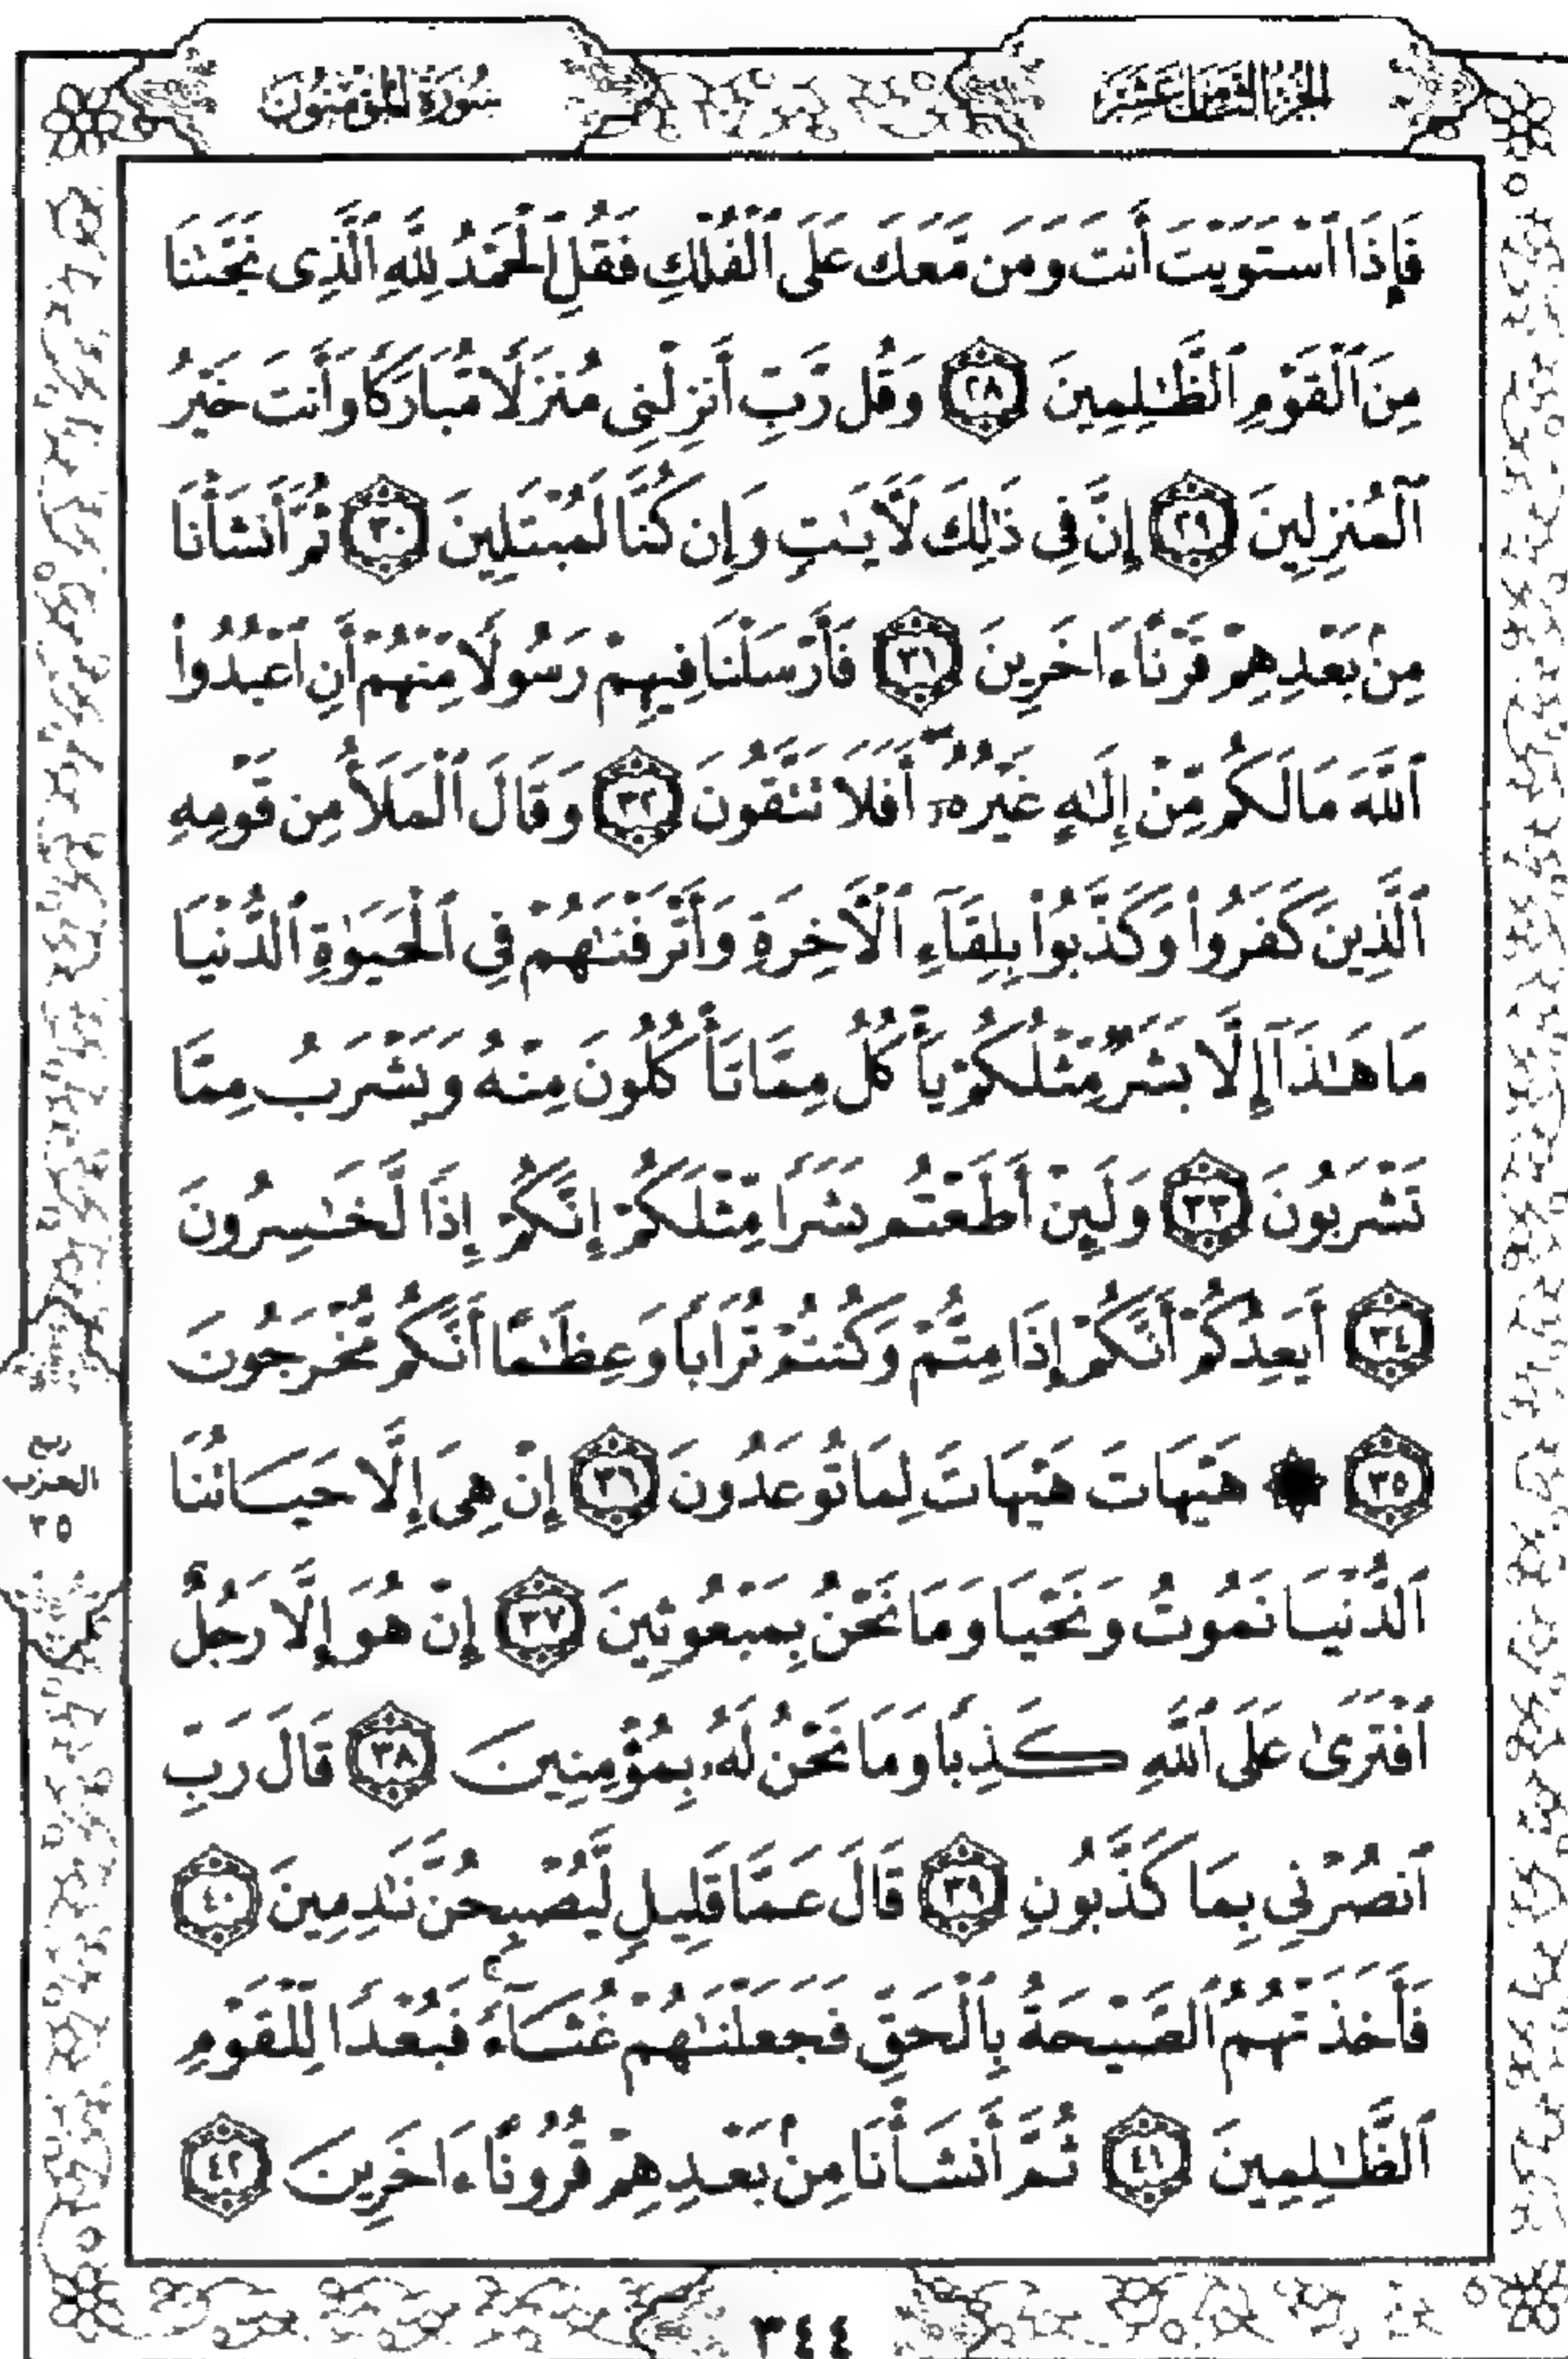 الجزء الثامن عشر
سورة المؤمنون
فَإِذَا ٱسْتَوَيْتَ أَنتَ وَمَن مَّعَكَ عَلَى ٱلْفُلْكِ فَقُلِ ٱلْحَمْدُ لِلَّهِ ٱلَّذِى نَجَّىٰنَا
مِنَ ٱلْقَوْمِ ٱلظَّٰلِمِينَ ٢٨ وَقُل رَّبِّ أَنزِلْنِى مُنزَلًا مُّبَارَكًا وَأَنتَ خَيْرُ
ٱلْمُنزِلِينَ ٢٩ إِنَّ فِى ذَٰلِكَ لَءَايَٰتٍ وَإِن كُنَّا لَمُبْتَلِينَ ٣٠ ثُمَّ أَنشَأْنَا
مِنۢ بَعْدِهِمْ قَرْنًا ءَاخَرِينَ ٣١ فَأَرْسَلْنَا فِيهِمْ رَسُولًا مِّنْهُمْ أَنِ ٱعْبُدُوا۟
ٱللَّهَ مَا لَكُم مِّنْ إِلَٰهٍ غَيْرُهُۥٓ أَفَلَا تَتَّقُونَ ٣٢ وَقَالَ ٱلْمَلَأُ مِن قَوْمِهِ
ٱلَّذِينَ كَفَرُوا۟ وَكَذَّبُوا۟ بِلِقَآءِ ٱلْءَاخِرَةِ وَأَتْرَفْنَٰهُمْ فِى ٱلْحَيَوٰةِ ٱلدُّنْيَا
مَا هَٰذَآ إِلَّا بَشَرٌ مِّثْلُكُمْ يَأْكُلُ مِمَّا تَأْكُلُونَ مِنْهُ وَيَشْرَبُ مِمَّا
تَشْرَبُونَ ٣٣ وَلَئِنْ أَطَعْتُم بَشَرًا مِّثْلَكُمْ إِنَّكُمْ إِذًا لَّخَٰسِرُونَ
٣٤ أَيَعِدُكُمْ أَنَّكُمْ إِذَا مِتُّمْ وَكُنتُمْ تُرَابًا وَعِظَٰمًا أَنَّكُم مُّخْرَجُونَ
٣٥ ۞ هَيْهَاتَ هَيْهَاتَ لِمَا تُوعَدُونَ ٣٦ إِنْ هِىَ إِلَّا حَيَاتُنَا
الحزب
٣٥
ٱلدُّنْيَا نَمُوتُ وَنَحْيَا وَمَا نَحْنُ بِمَبْعُوثِينَ ٣٧ إِنْ هُوَ إِلَّا رَجُلٌ
ٱفْتَرَىٰ عَلَى ٱللَّهِ كَذِبًا وَمَا نَحْنُ لَهُۥ بِمُؤْمِنِينَ ٣٨ قَالَ رَبِّ
ٱنصُرْنِى بِمَا كَذَّبُونِ ٣٩ قَالَ عَمَّا قَلِيلٍ لَّيُصْبِحُنَّ نَٰدِمِينَ ٤٠
فَأَخَذَتْهُمُ ٱلصَّيْحَةُ بِٱلْحَقِّ فَجَعَلْنَٰهُمْ غُثَآءً ۚ فَبُعْدًا لِّلْقَوْمِ
ٱلظَّٰلِمِينَ ٤١ ثُمَّ أَنشَأْنَا مِنۢ بَعْدِهِمْ قُرُونًا ءَاخَرِينَ ٤٢
٣٤٤